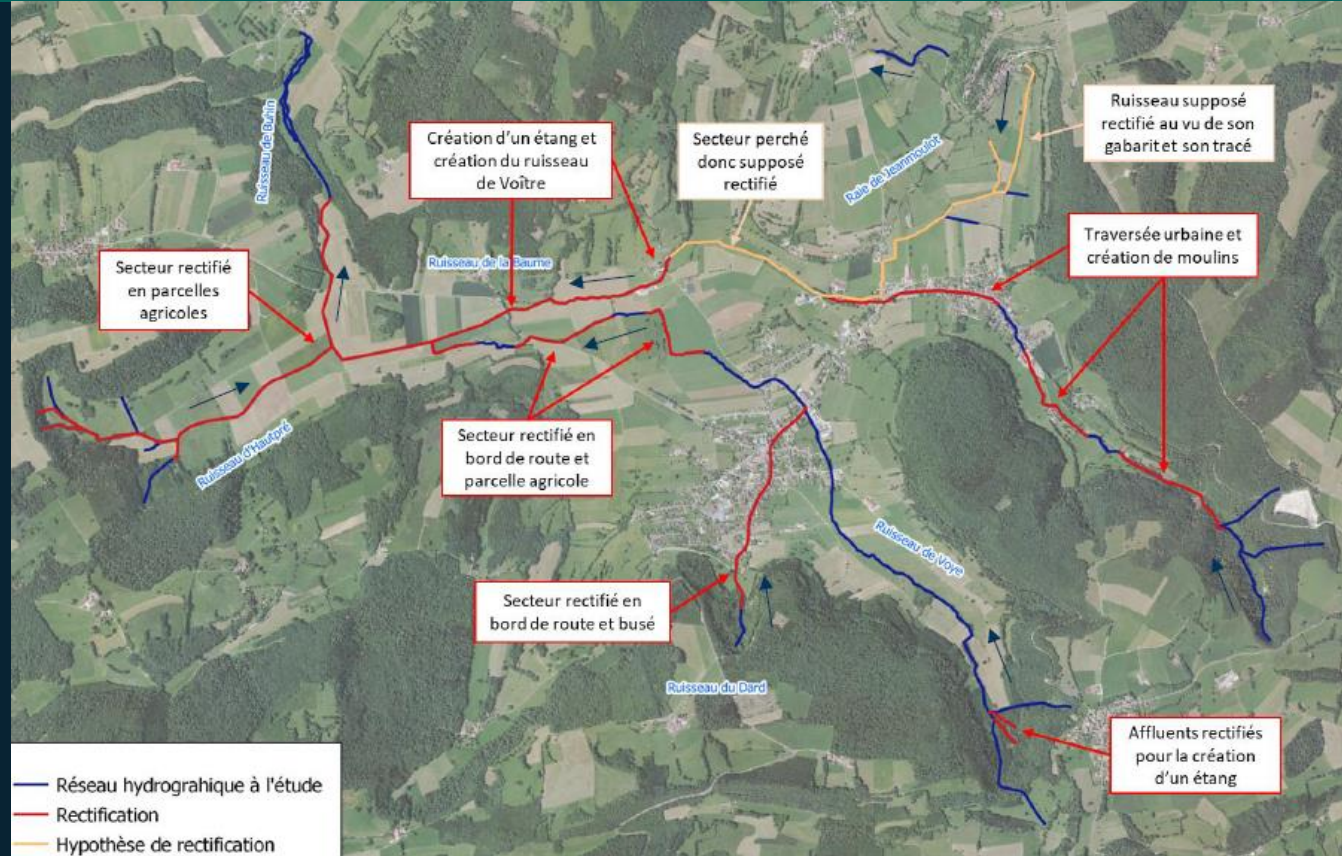 Ruisseau de Buhin
Création d'un étang et
création du ruisseau
de Voître
Secteur perché
donc supposé
rectifié
Raie de Jeanmoulot
Ruisseau supposé
rectifié au vu de son
gabarit et son tracé
Secteur rectifié
en parcelles
agricoles
Ruisseau de la Baume
Traversée urbaine et
création de moulins
Ruisseau d'Hautpré
Secteur rectifié en
bord de route et
parcelle agricole
Ruisseau de Voye
Secteur rectifié en
bord de route et busé
Ruisseau du Dard
Affluents rectifiés
pour la création
d'un étang
Réseau hydrograhique à l'étude
Rectification
Hypothèse de rectification